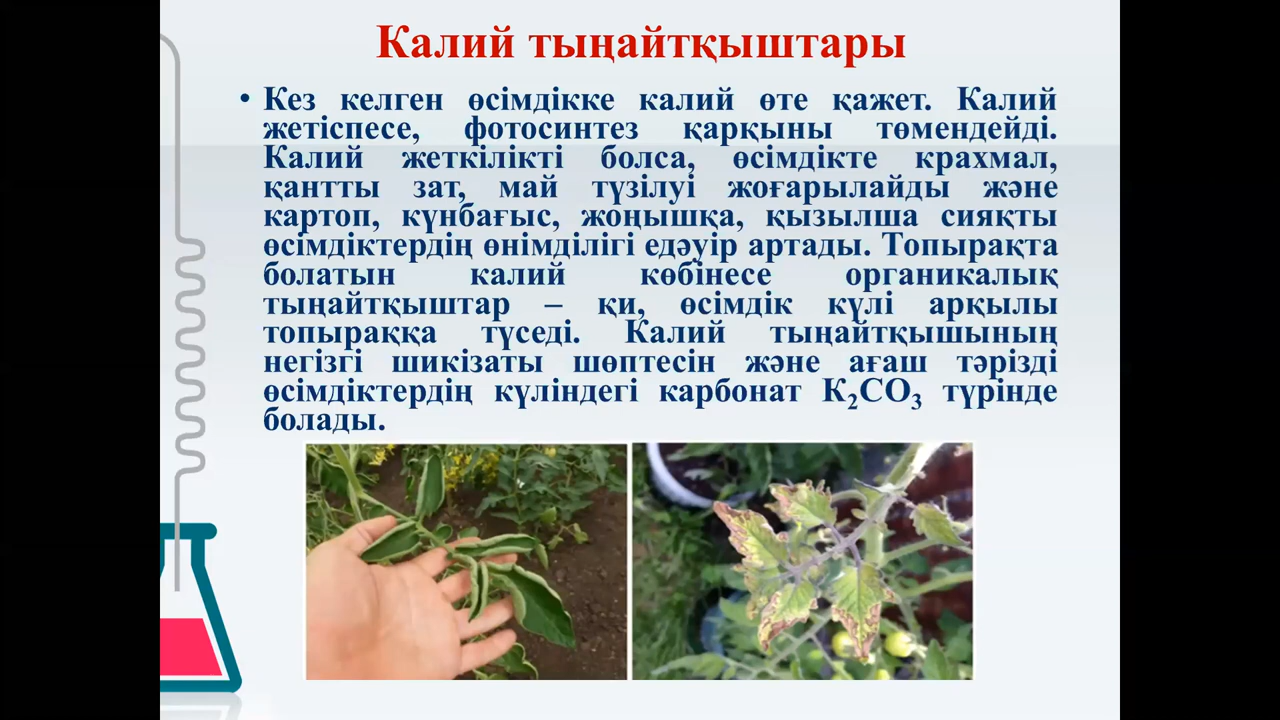 Калий тыңайтқыштары
• Кез келген өсімдікке калий өте қажет. Калий
жетіспесе, фотосинтез қарқыны төмендейді.
Калий жеткілікті болса, өсімдікте крахмал,
қантты зат, май түзілуі жоғарылайды және
картоп, күнбағыс, жоңышқа, қызылша сияқты
өсімдіктердің өнімділігі едәуір артады. Топырақта
болатын калий көбінесе органикалық
тыңайтқыштар – қи, өсімдік күлі арқылы
топыраққа түседі. Калий тыңайтқышының
негізгі шикізаты шөптесін және ағаш тәрізді
өсімдіктердің күліндегі карбонат K₂CO₃ түрінде
болады.